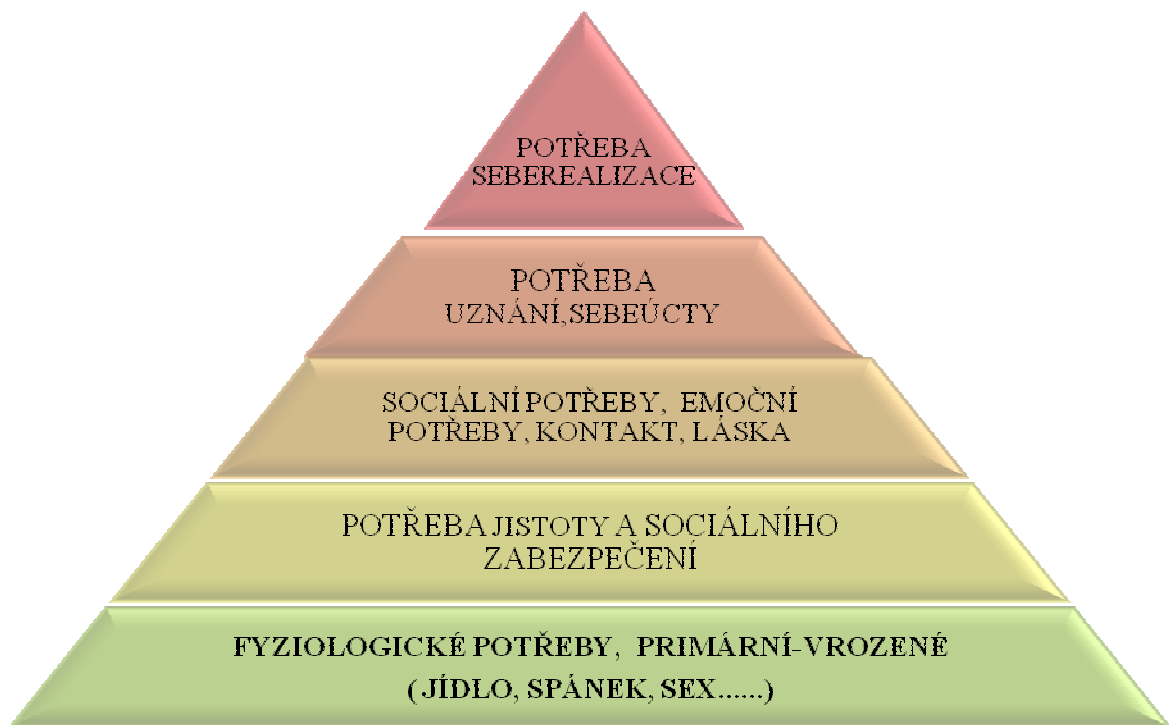 POTŘEBA
SEBEREALIZACE
POTŘEBA
UZNÁNÍ,SEBEÚCTY
SOCIÁLNÍ POTŘEBY, EMOČNÍ
POTŘEBY, KONTAKT, LÁSKA
POTŘEBA JISTOTY A SOCIÁLNÍHO
ZABEZPEČENÍ
FYZIOLOGICKÉ POTŘEBY, PRIMÁRNÍ-VROZENÉ
( JÍDLO, SPÁNEK, SEX......)